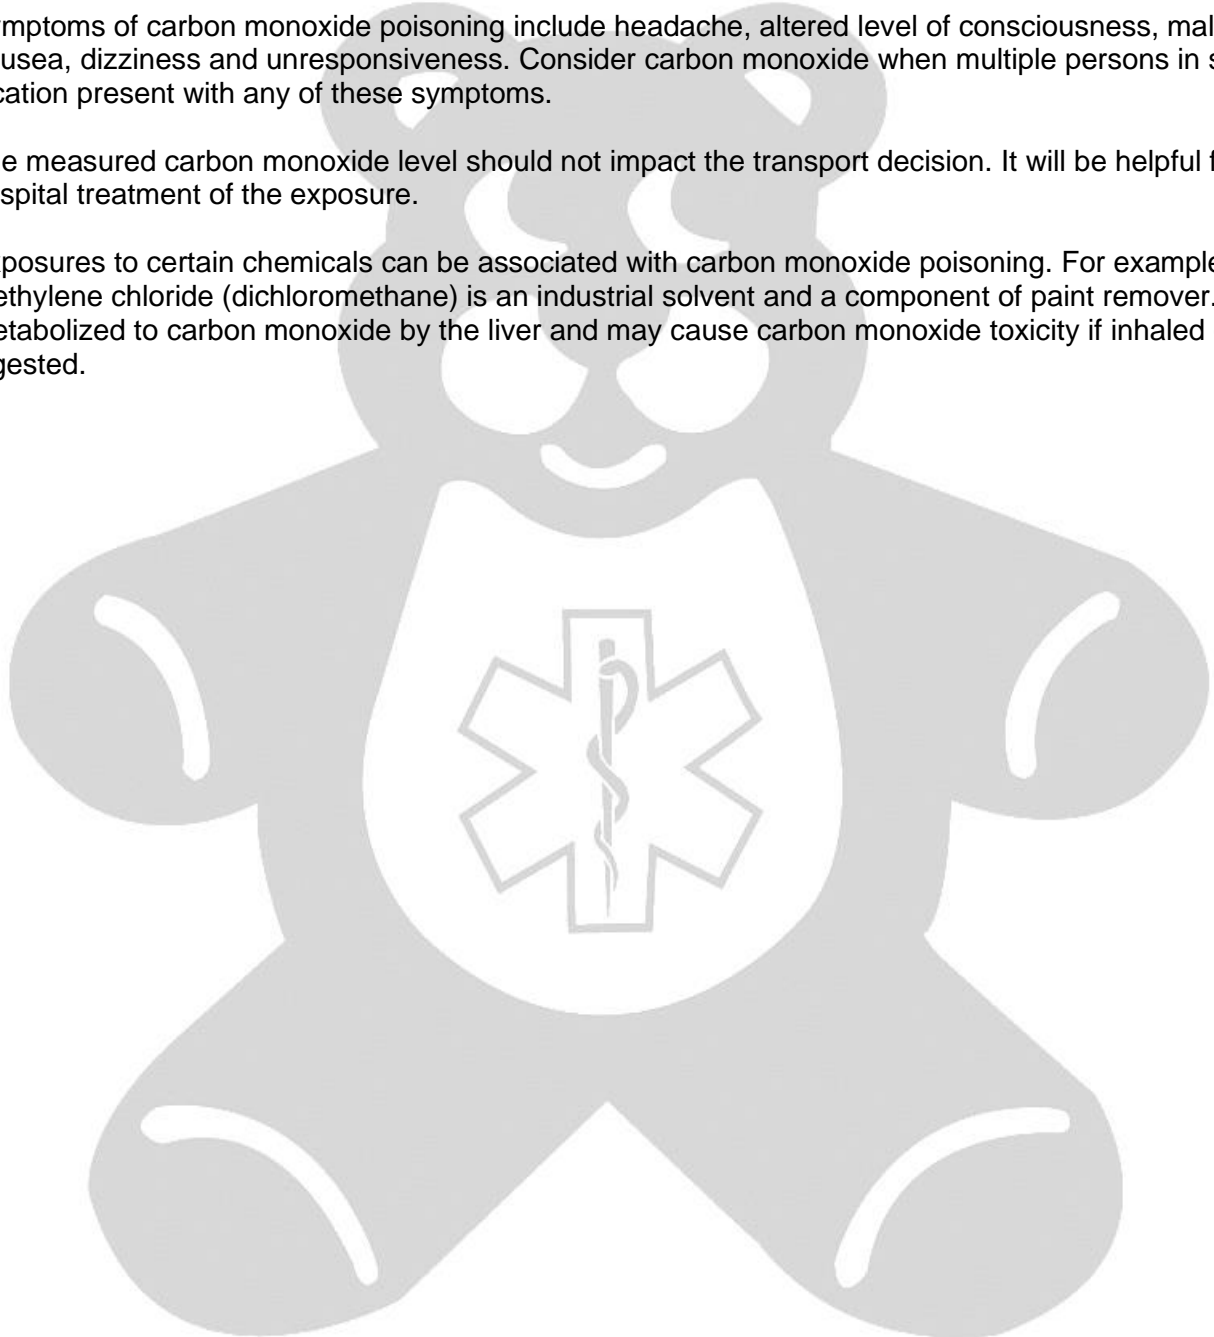 mptoms of carbon monoxide poisoning include headache, altered level of consciousness, mal
usea, dizziness and unresponsiveness. Consider carbon monoxide when multiple persons in s
cation present with any of these symptoms.
e measured carbon monoxide level should not impact the transport decision. It will be helpful f
spital treatment of the exposure.
posures to certain chemicals can be associated with carbon monoxide poisoning. For example
ethylene chloride (dichloromethane) is an industrial solvent and a component of paint remover.
etabolized to carbon monoxide by the liver and may cause carbon monoxide toxicity if inhaled
gested.